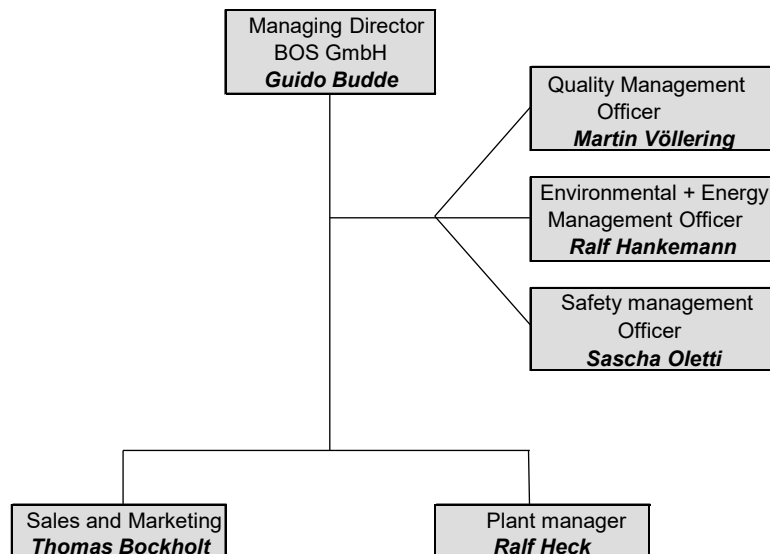 Managing Director
BOS GmbH
Guido Budde
Quality Management
Officer
Martin Völlering
Environmental + Energy
Management Officer
Ralf Hankemann
Safety management
Officer
Sascha Oletti
Sales and Marketing
Thomas Bockholt
Plant manager
Ralf Heck